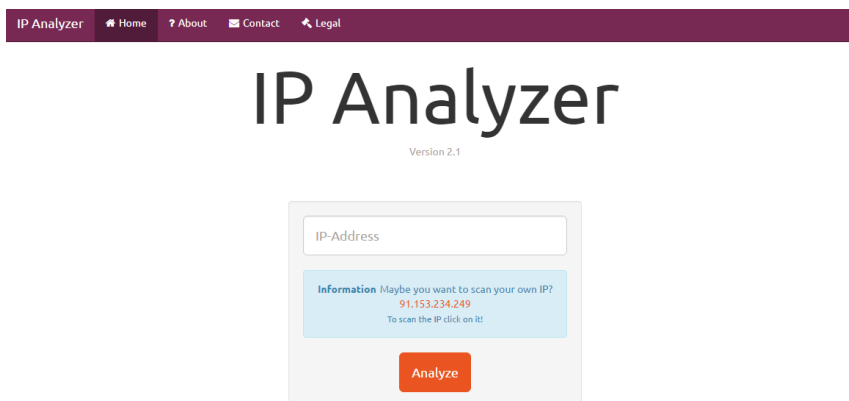 IP Analyzer Home ? About Contact Legal
IP Analyzer
Version 2.1
IP-Address
Information Maybe you want to scan your own IP?
91.153.234.249
To scan the IP click on it!
Analyze